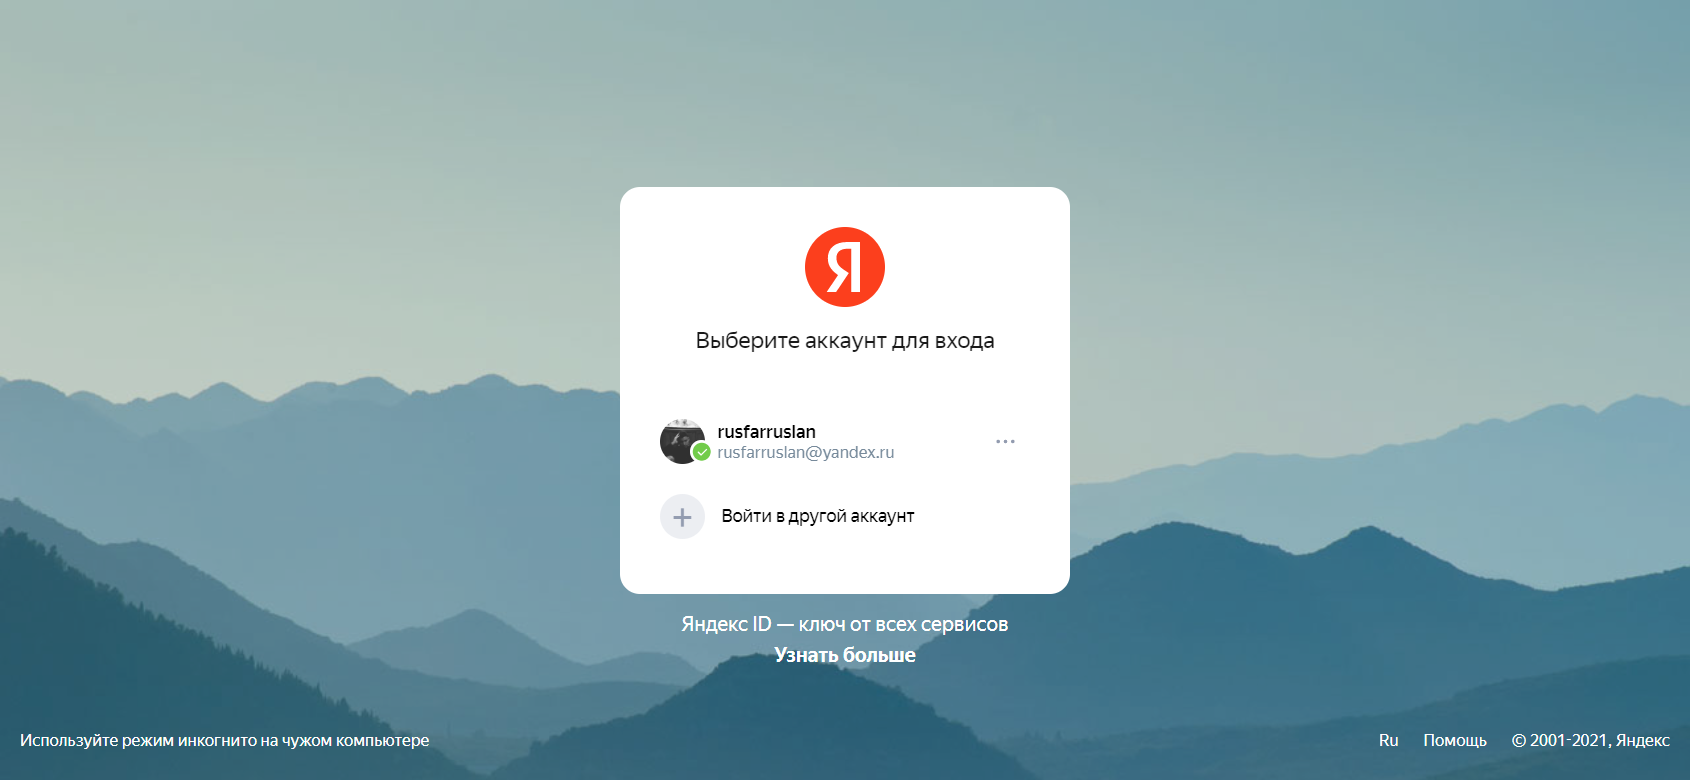 Я
Выберите аккаунт для входа
rusfarruslan
rusfarruslan@yandex.ru
Войти в другой аккаунт
Яндекс ID — ключ от всех сервисов
Узнать больше
Используйте режим инкогнито на чужом компьютере
Ru Помощь © 2001-2021, Яндекс